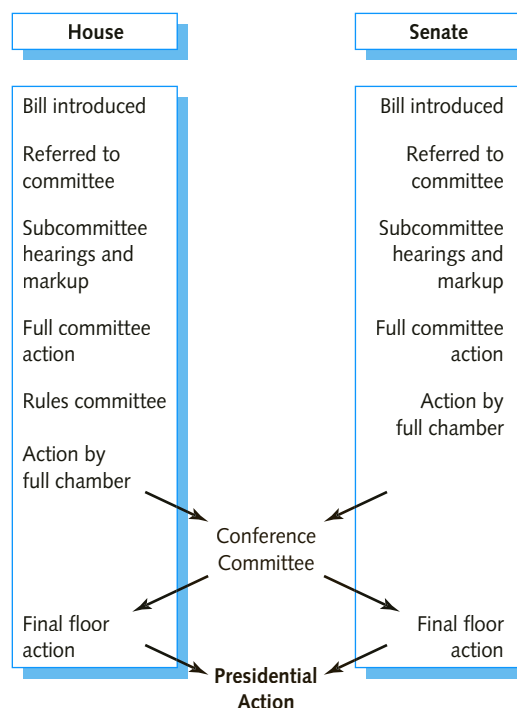 House
Bill introduced
Referred to
committee
Subcommittee
hearings and
markup
Full committee
action
Rules committee
Action by
full chamber
Final floor
action
Senate
Bill introduced
Referred to
committee
Subcommittee
hearings and
markup
Full committee
action
Action by
full chamber
Final floor
action
Conference
Committee
Presidential
Action